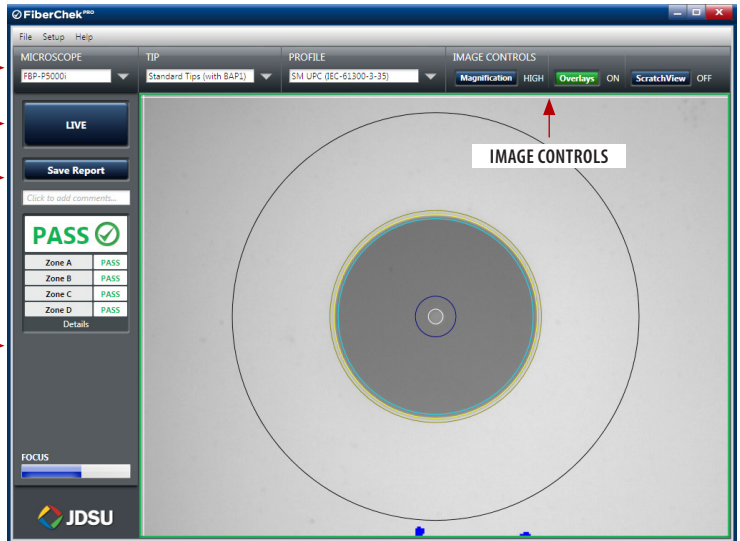 FiberChekPRO
File Setup Help
MICROSCOPE TIP PROFILE IMAGE CONTROLS
FBP-P5000i Standard Tips (with BAP1) SM UPC (IEC-61300-3-35) Magnification HIGH Overlays ON ScratchView OFF
LIVE
IMAGE CONTROLS
Save Report
Click to add comments...
PASS
Zone A PASS
Zone B PASS
Zone C PASS
Zone D PASS
Details
FOCUS
JDSU